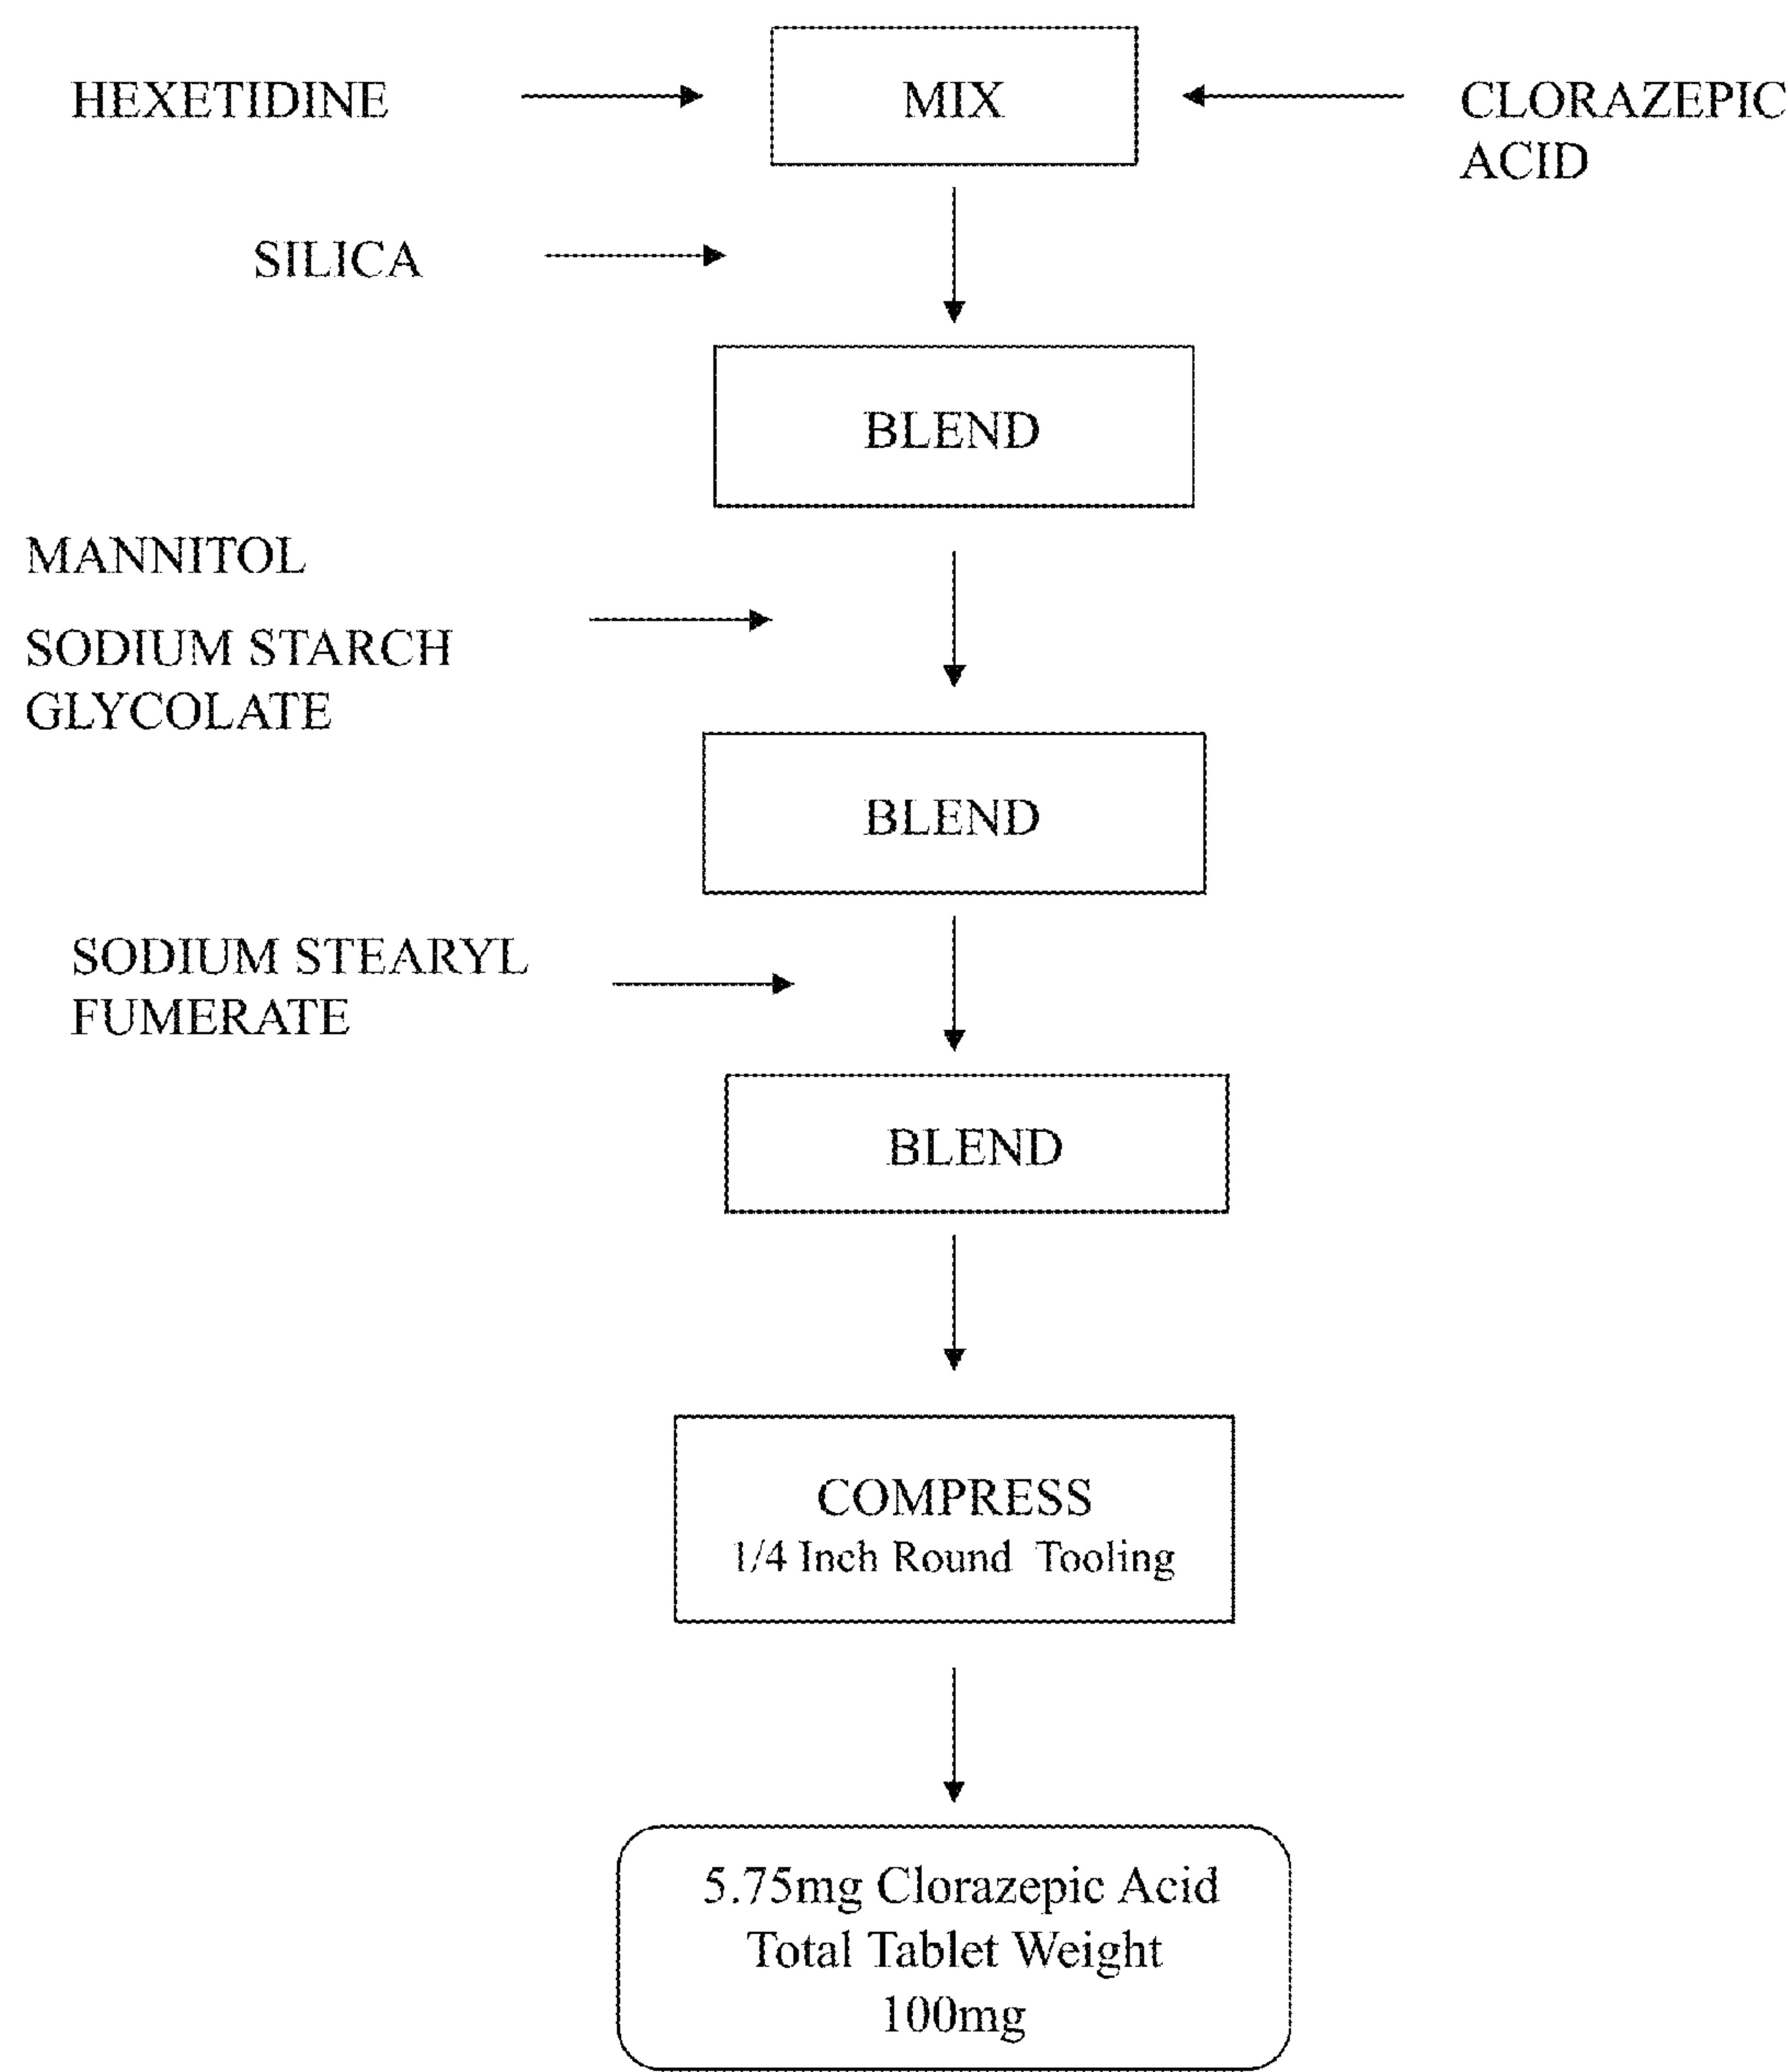 HEXETIDINE
MIX
CLORAZEPIC
ACID
SILICA
BLEND
MANNITOL
SODIUM STARCH
GLYCOLATE
BLEND
SODIUM STEARYL
FUMERATE
BLEND
COMPRESS
1/4 Inch Round Tooling
5.75mg Clorazepic Acid
Total Tablet Weight
100mg